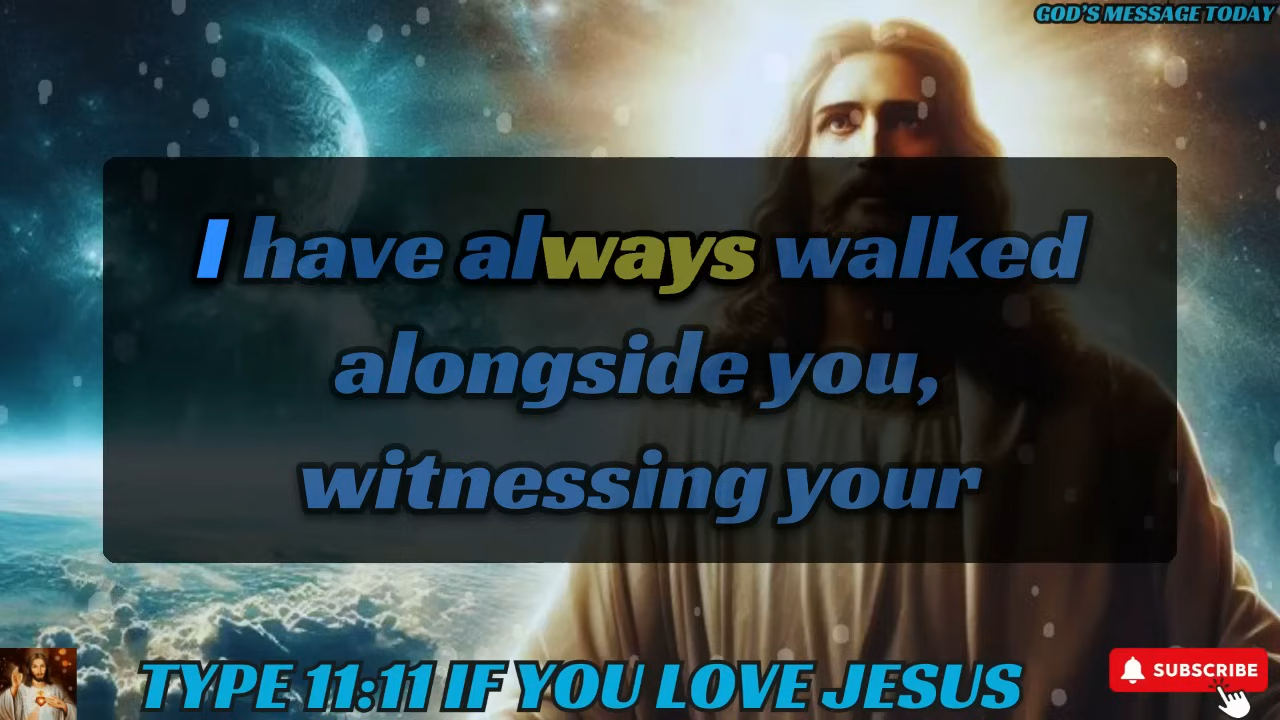 GOD'S MESSAGE TODAY
I have always walked
alongside you,
witnessing your
TYPE 11:11 IF YOU LOVE JESUS
SUBSCRIBE